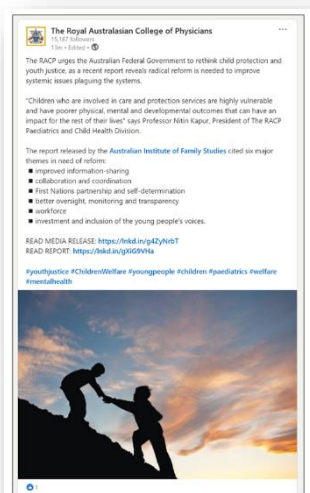 The Royal Australasian College of Physicians
15,187 followers
13m • Edited •
The RACP urges the Australian Federal Government to rethink child protection and
youth justice, as a recent report reveals radical reform is needed to improve
systemic issues plaguing the systems.
"Children who are involved in care and protection services are highly vulnerable
and have poorer physical, mental and developmental outcomes that can have an
impact for the rest of their lives" says Professor Nitin Kapur, President of The RACP
Paediatrics and Child Health Division.
The report released by the Australian Institute of Family Studies cited six major
themes in need of reform:
■ improved information-sharing
■ collaboration and coordination
■ First Nations partnership and self-determination
■ better oversight, monitoring and transparency
■ workforce
■ investment and inclusion of the young people's voices.
READ MEDIA RELEASE: https://lnkd.in/g4ZyNrbT
READ REPORT: https://lnkd.in/gXiG9VHa
#youthjustice #ChildrenWelfare #youngpeople #children #paediatrics #welfare
#mentalhealth
1